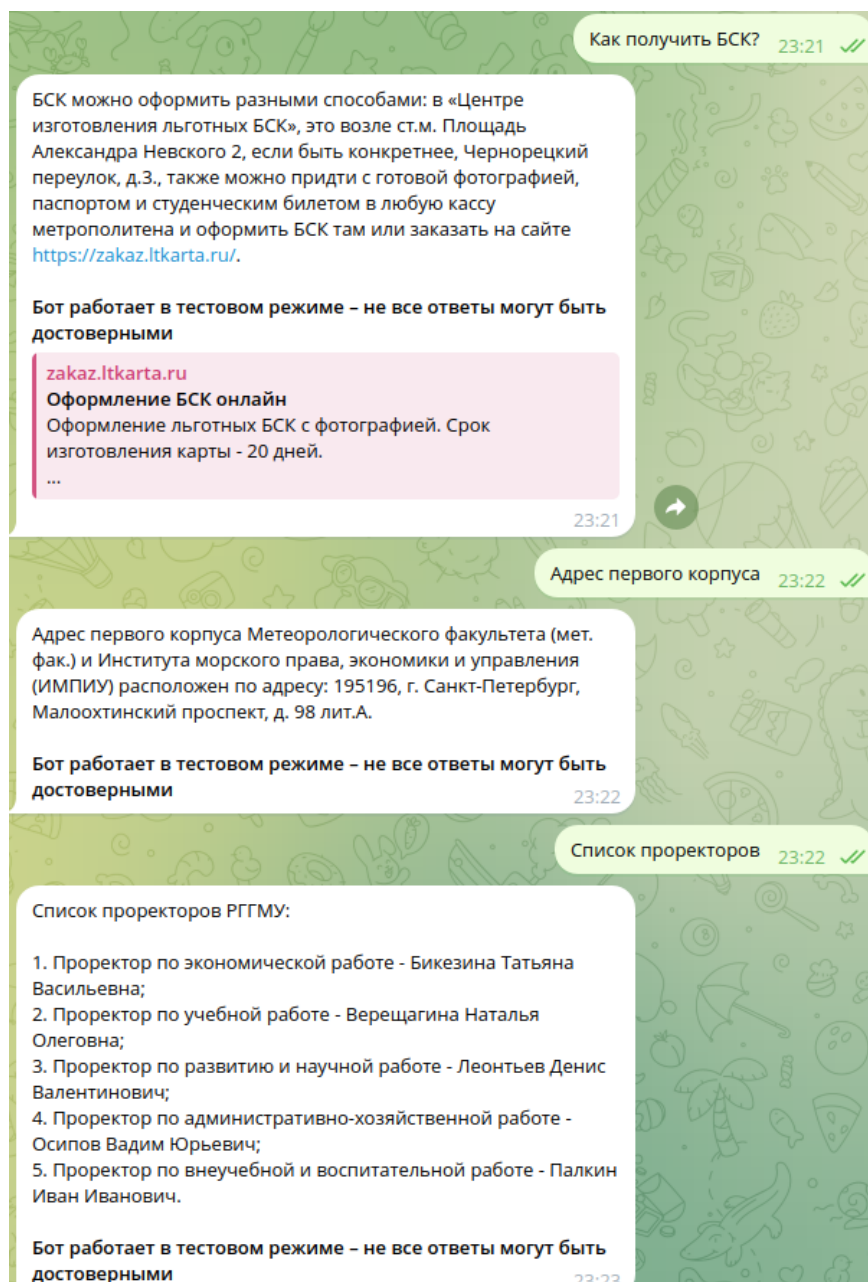 Как получить БСК? 23:21
БСК можно оформить разными способами: в «Центре
изготовления льготных БСК», это возле ст.м. Площадь
Александра Невского 2, если быть конкретнее, Чернорецкий
переулок, д.3., также можно придти с готовой фотографией,
паспортом и студенческим билетом в любую кассу
метрополитена и оформить БСК там или заказать на сайте
https://zakaz.ltkarta.ru/.
Бот работает в тестовом режиме – не все ответы могут быть
достоверными
zakaz.ltkarta.ru
Оформление БСК онлайн
Оформление льготных БСК с фотографией. Срок
изготовления карты - 20 дней.
...
23:21
Адрес первого корпуса 23:22
Адрес первого корпуса Метеорологического факультета (мет.
фак.) и Института морского права, экономики и управления
(ИМПИУ) расположен по адресу: 195196, г. Санкт-Петербург,
Малоохтинский проспект, д. 98 лит.А.
Бот работает в тестовом режиме – не все ответы могут быть
достоверными 23:22
Список проректоров 23:22
Список проректоров РГГМУ:
1. Проректор по экономической работе - Бикезина Татьяна
Васильевна;
2. Проректор по учебной работе - Верещагина Наталья
Олеговна;
3. Проректор по развитию и научной работе - Леонтьев Денис
Валентинович;
4. Проректор по административно-хозяйственной работе -
Осипов Вадим Юрьевич;
5. Проректор по внеучебной и воспитательной работе - Палкин
Иван Иванович.
Бот работает в тестовом режиме – не все ответы могут быть
достоверными 23:23